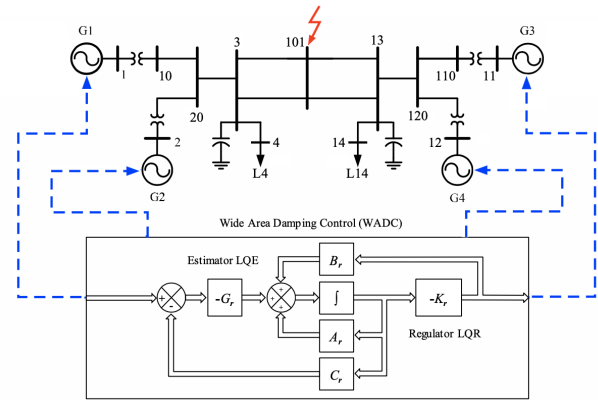 G1
3
101
13
G3
1
10
110
11
20
120
2
4
14
12
G2
L4
L14
G4
Wide Area Damping Control (WADC)
Estimator LQE
B_r
+
-
-G_r
+
+
+
∫
-K_r
A_r
Regulator LQR
C_r